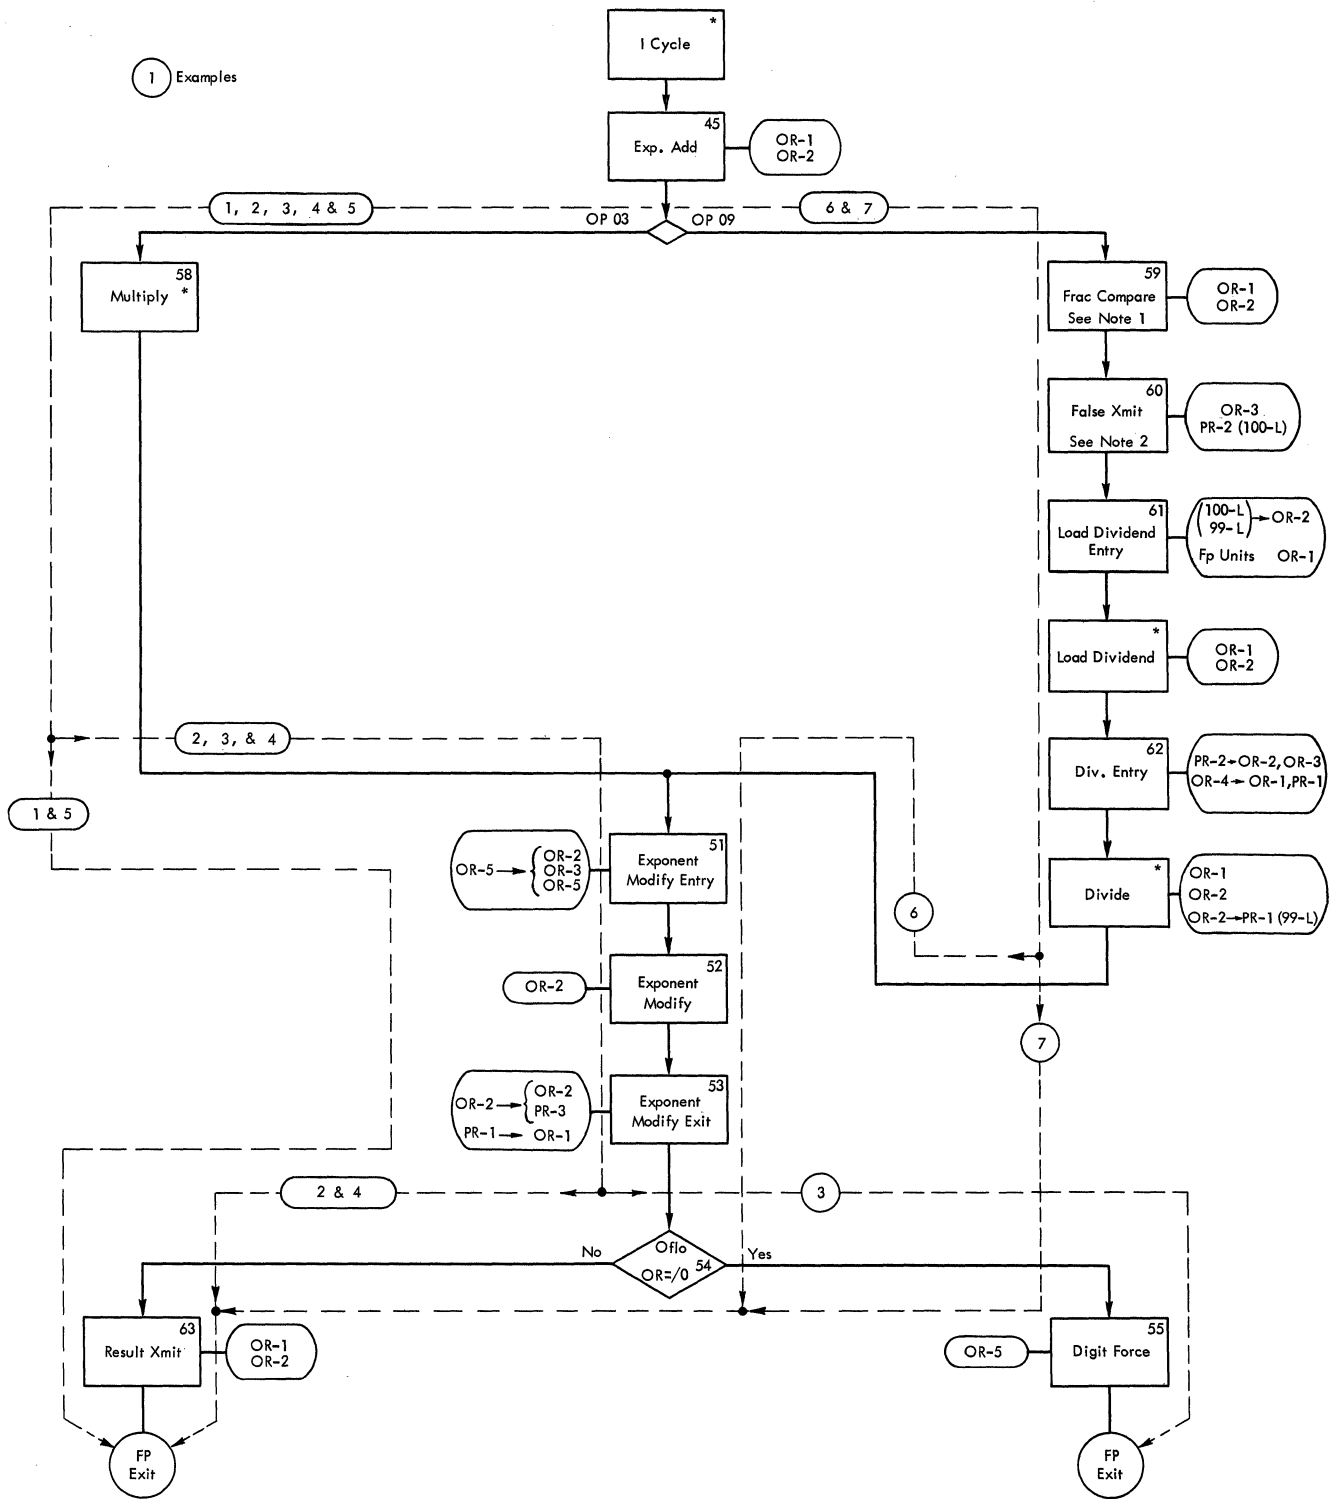 *
I Cycle
1 Examples
45
Exp. Add
OR-1
OR-2
1, 2, 3, 4 & 5
6 & 7
OP 03
OP 09
58
Multiply *
59
Frac Compare
See Note 1
OR-1
OR-2
60
False Xmit
See Note 2
OR-3
PR-2 (100-L)
61
Load Dividend
Entry
(100-L
99-L) → OR-2
Fp Units OR-1
*
Load Dividend
OR-1
OR-2
2, 3, & 4
62
Div. Entry
PR-2→OR-2, OR-3
OR-4→ OR-1, PR-1
1 & 5
51
Exponent
Modify Entry
OR-5 → { OR-2
OR-3
OR-5
*
Divide
OR-1
OR-2
OR-2→PR-1 (99-L)
6
52
Exponent
Modify
OR-2
7
53
Exponent
Modify Exit
OR-2 → { OR-2
PR-3
PR-1 → OR-1
2 & 4
3
No
Oflo
OR=/0 54
Yes
63
Result Xmit
OR-1
OR-2
OR-5
55
Digit Force
FP
Exit
FP
Exit